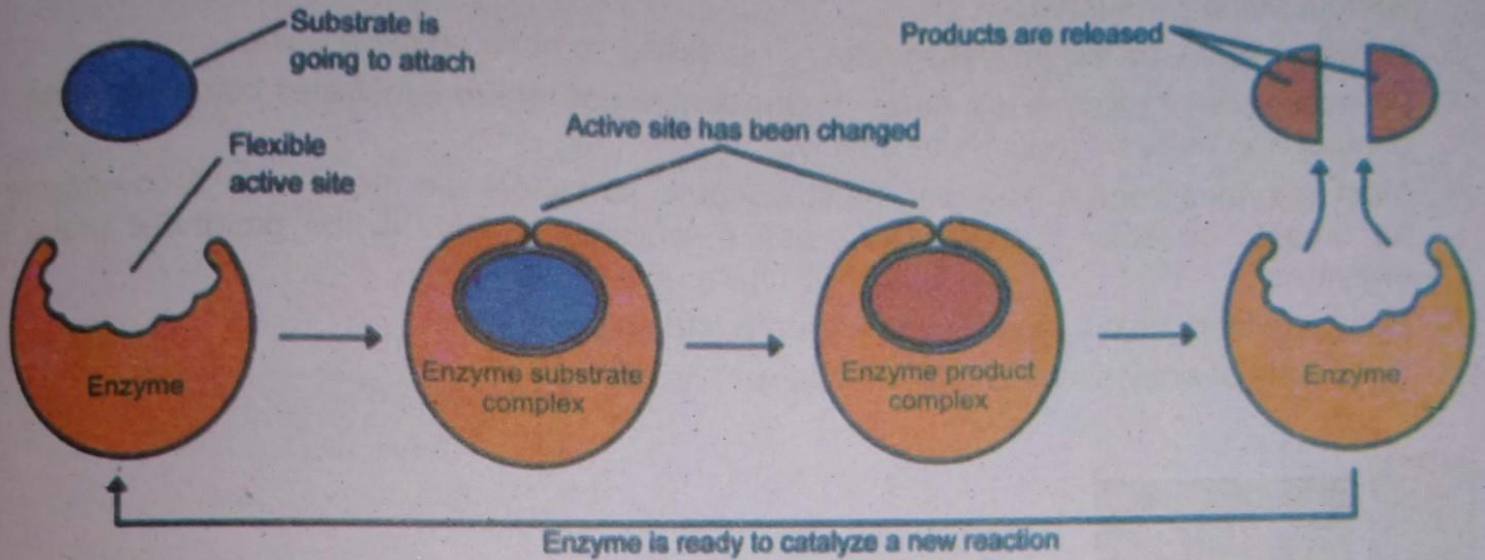 Substrate is
going to attach
Products are released
Flexible
active site
Active site has been changed
Enzyme
Enzyme substrate
complex
Enzyme product
complex
Enzyme
Enzyme is ready to catalyze a new reaction